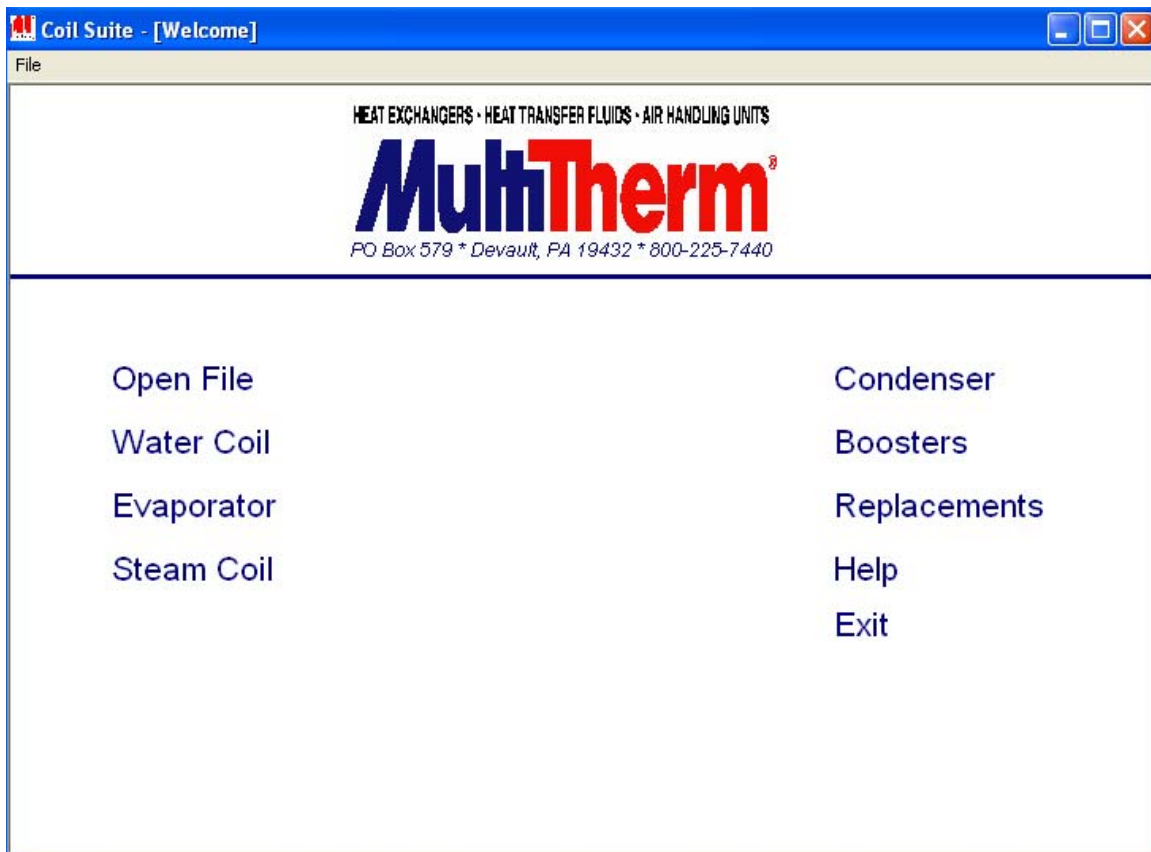 Coil Suite - [Welcome]
File
HEAT EXCHANGERS • HEAT TRANSFER FLUIDS • AIR HANDLING UNITS
MultiTherm®
PO Box 579 * Devault, PA 19432 * 800-225-7440
Open File
Water Coil
Evaporator
Steam Coil
Condenser
Boosters
Replacements
Help
Exit